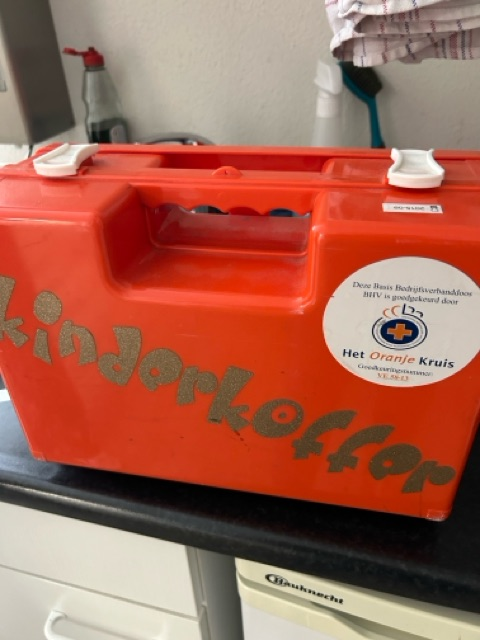 Deze Basis Bedrijfsverbanddoos
BHV is goedgekeurd door
Het Oranje Kruis
Goedkeuringsnummer:
kinderkoffer
Bauknecht